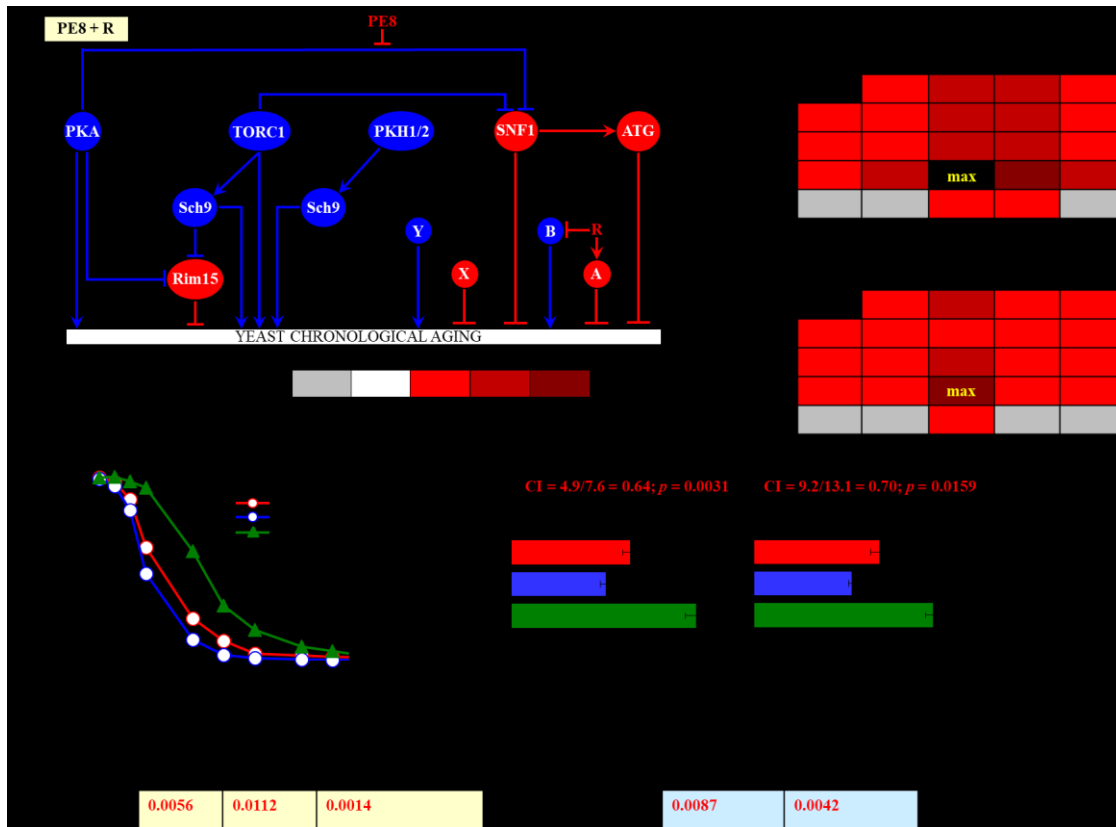 PE8 + R
PE8
PKA
TORC1
PKH1/2
SNF1
ATG
Sch9
Sch9
Y
B
R
Rim15
X
A
YEAST CHRONOLOGICAL AGING
max
max
CI = 4.9/7.6 = 0.64; p = 0.0031
CI = 9.2/13.1 = 0.70; p = 0.0159
0.0056
0.0112
0.0014
0.0087
0.0042